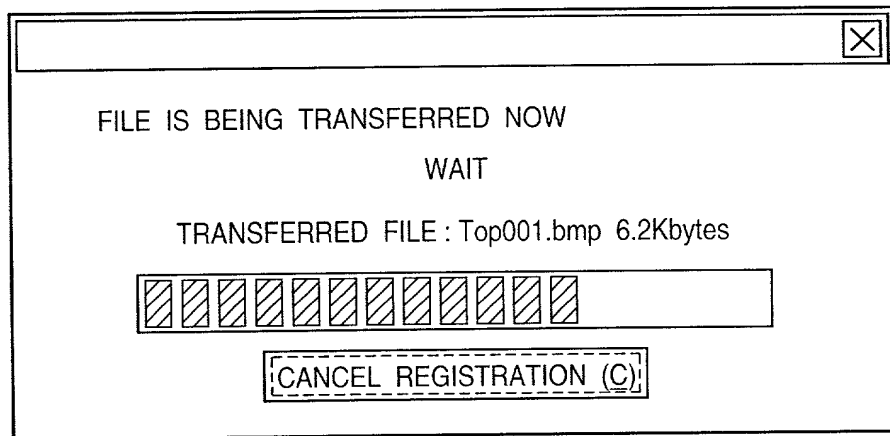 FILE IS BEING TRANSFERRED NOW
WAIT
TRANSFERRED FILE : Top001.bmp 6.2Kbytes
CANCEL REGISTRATION (C)